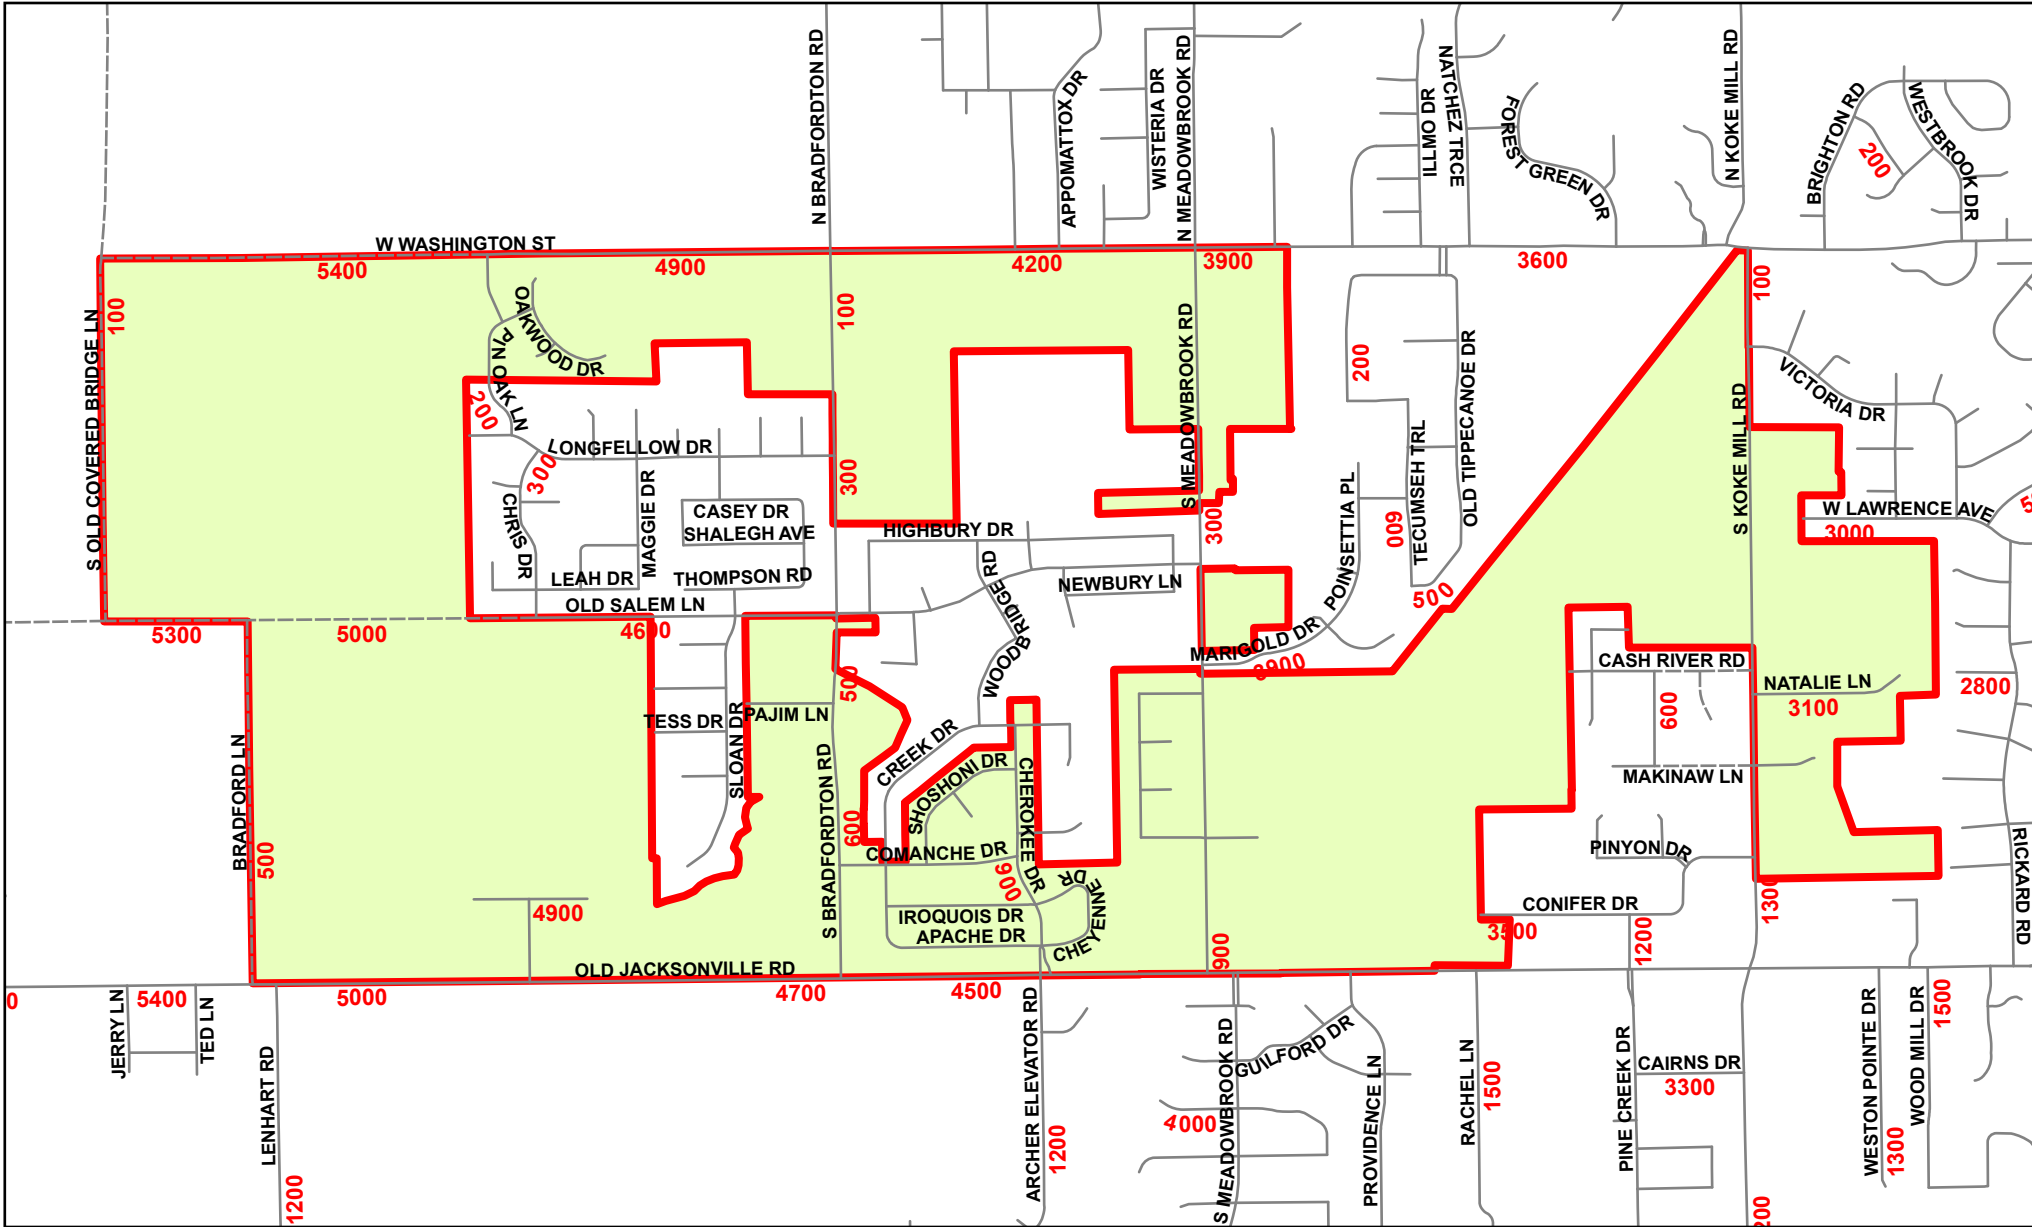 N BRADFORDTON RD
APPOMATTOX DR
WISTERIA DR
N MEADOWBROOK RD
ILLMO DR
NATCHEZ TRCE
FOREST GREEN DR
N KOKE MILL RD
BRIGHTON RD
200
WESTBROOK DR
W WASHINGTON ST
5400
4900
4200
3900
3600
100
100
100
S OLD COVERED BRIDGE LN
OAKWOOD DR
PIN OAK LN
200
S MEADOWBROOK RD
200
OLD TIPPECANOE DR
S KOKE MILL RD
VICTORIA DR
LONGFELLOW DR
300
300
MAGGIE DR
CHRIS DR
CASEY DR
SHALEGH AVE
HIGHBURY DR
300
POINSETTIA PL
600
TECUMSEH TRL
W LAWRENCE AVE
3000
LEAH DR
THOMPSON RD
NEWBURY LN
WOODBRIDGE RD
500
OLD SALEM LN
5300
5000
4600
MARIGOLD DR
3900
CASH RIVER RD
NATALIE LN
3100
2800
500
600
TESS DR
PAJIM LN
SLOAN DR
CREEK DR
SHOSHONI DR
CHEROKEE DR
MAKINAW LN
BRADFORD LN
500
S BRADFORDTON RD
600
COMANCHE DR
900
CHEYENNE DR
PINYON DR
RICKARD RD
4900
IROQUOIS DR
APACHE DR
CONIFER DR
3500
1200
1300
900
OLD JACKSONVILLE RD
5000
4700
4500
0
5400
JERRY LN
TED LN
LENHART RD
1200
ARCHER ELEVATOR RD
1200
S MEADOWBROOK RD
4000
GUILFORD DR
PROVIDENCE LN
RACHEL LN
1500
PINE CREEK DR
CAIRNS DR
3300
WESTON POINTE DR
1300
WOOD MILL DR
1500